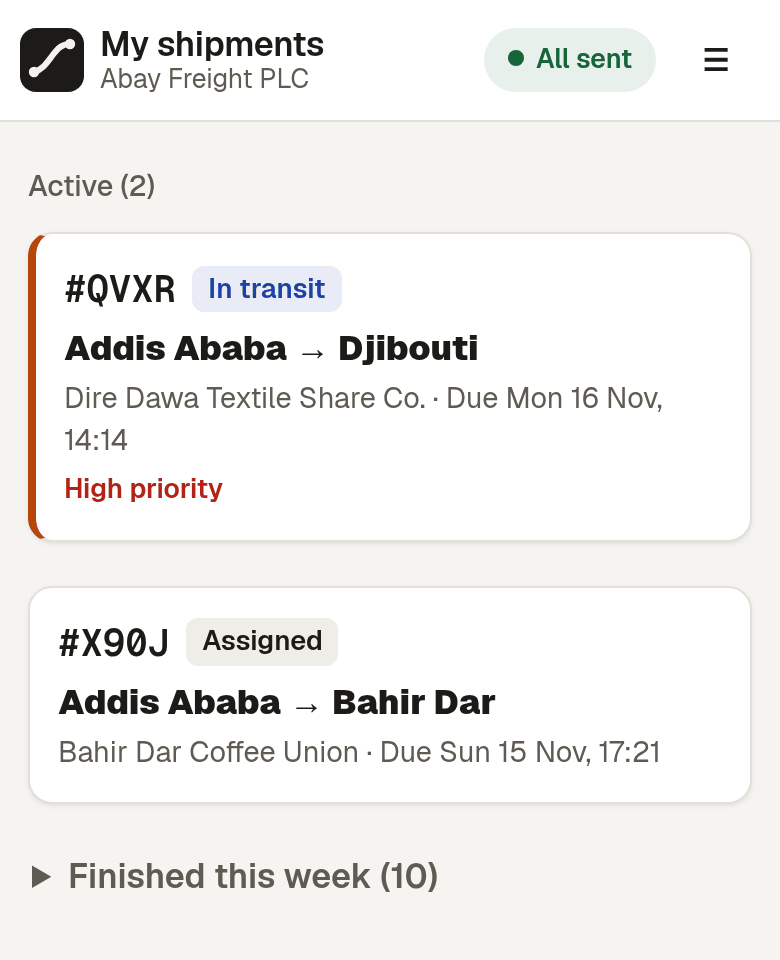 My shipments
Abay Freight PLC
All sent
Active (2)
#QVXR In transit
Addis Ababa → Djibouti
Dire Dawa Textile Share Co. · Due Mon 16 Nov,
14:14
High priority
#X90J Assigned
Addis Ababa → Bahir Dar
Bahir Dar Coffee Union · Due Sun 15 Nov, 17:21
Finished this week (10)